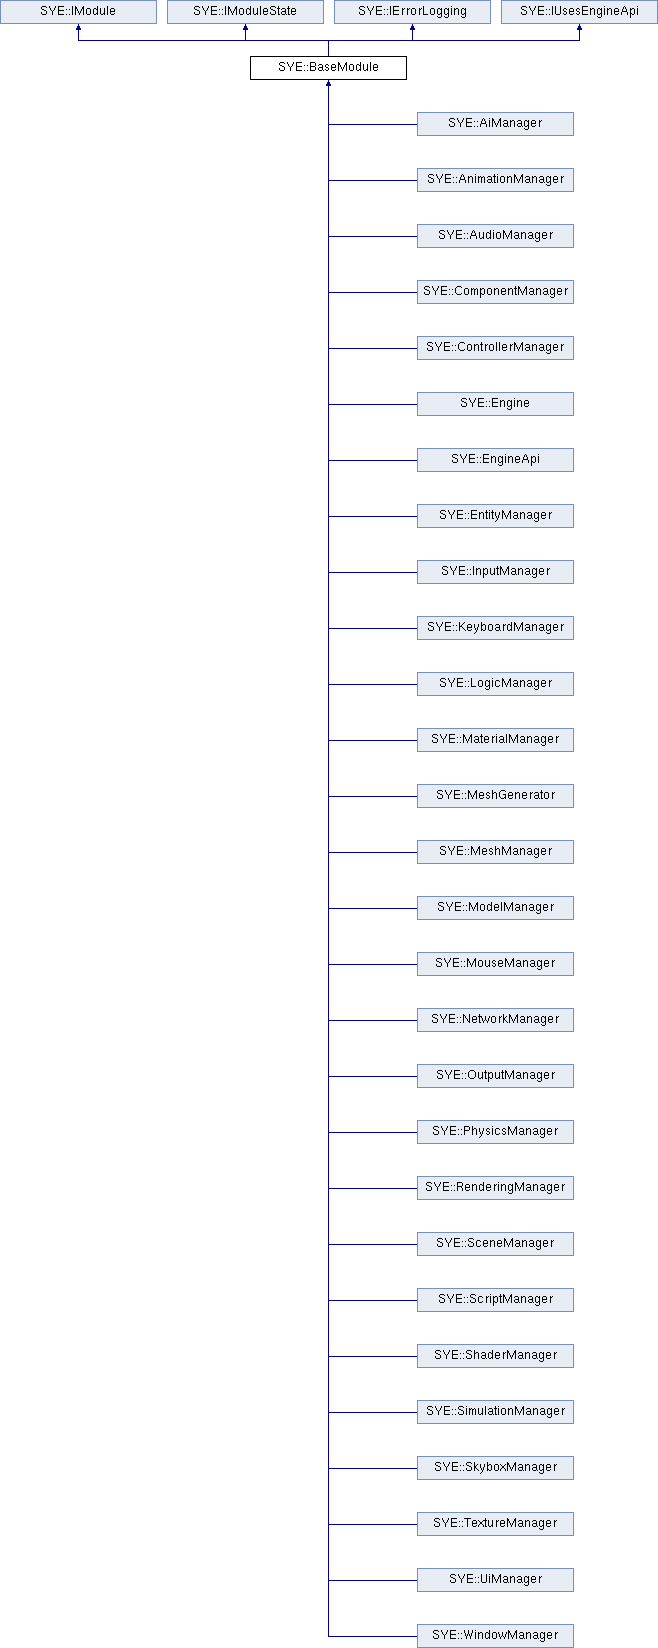 SYE::IModule
SYE::IModuleState
SYE::IErrorLogging
SYE::IUsesEngineApi
SYE::BaseModule
SYE::AiManager
SYE::AnimationManager
SYE::AudioManager
SYE::ComponentManager
SYE::ControllerManager
SYE::Engine
SYE::EngineApi
SYE::EntityManager
SYE::InputManager
SYE::KeyboardManager
SYE::LogicManager
SYE::MaterialManager
SYE::MeshGenerator
SYE::MeshManager
SYE::ModelManager
SYE::MouseManager
SYE::NetworkManager
SYE::OutputManager
SYE::PhysicsManager
SYE::RenderingManager
SYE::SceneManager
SYE::ScriptManager
SYE::ShaderManager
SYE::SimulationManager
SYE::SkyboxManager
SYE::TextureManager
SYE::UiManager
SYE::WindowManager